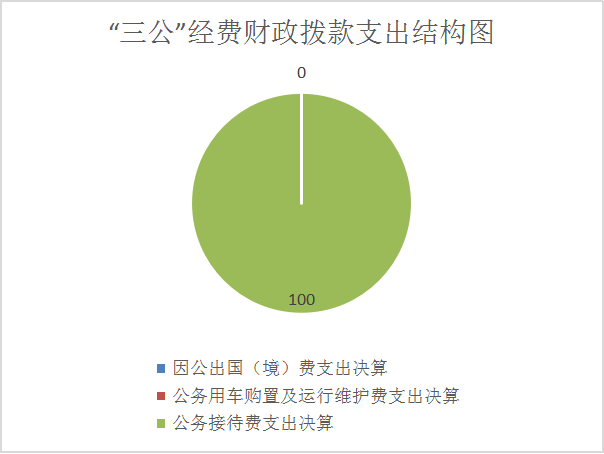 “三公”经费财政拨款支出结构图
0
100
因公出国（境）费支出决算
公务用车购置及运行维护费支出决算
公务接待费支出决算